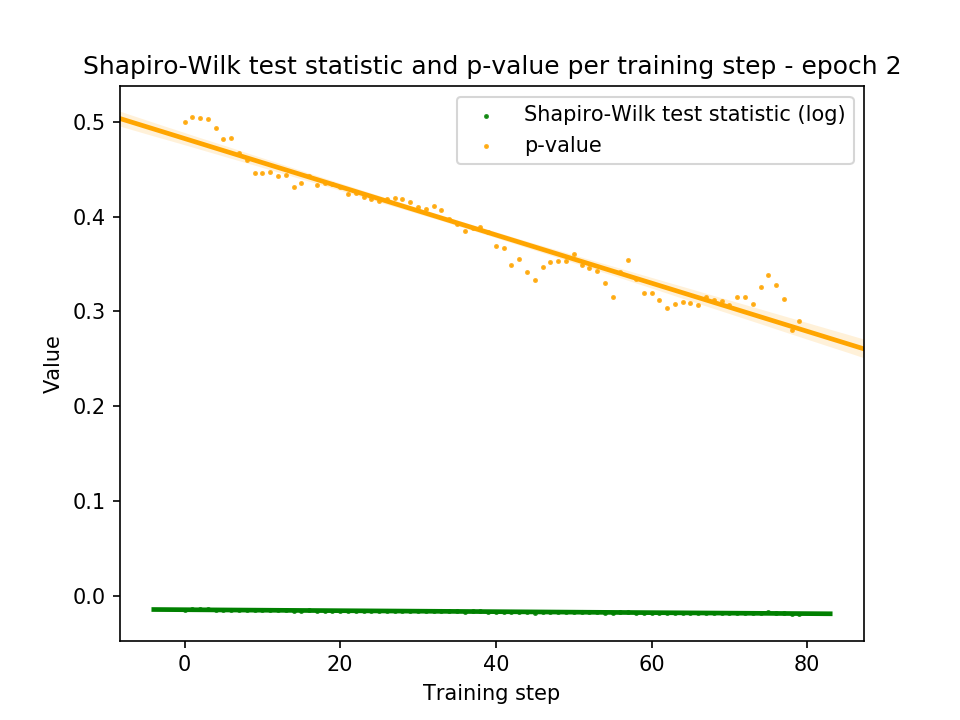 Shapiro-Wilk test statistic and p-value per training step - epoch 2
Shapiro-Wilk test statistic (log)
p-value
0.5
0.4
0.3
0.2
0.1
0.0
Value
0 20 40 60 80
Training step